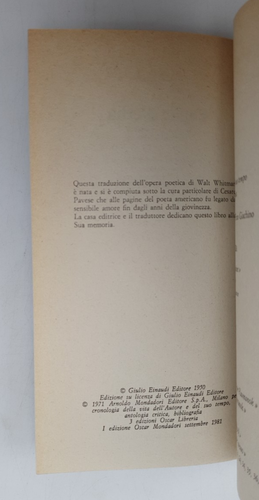 Questa traduzione dell'opera poetica di Walt Whitman
è nata e si è compiuta sotto la cura particolare di Cesare
Pavese che alle pagine del poeta americano fu legato da
sensibile amore fin dagli anni della giovinezza.
La casa editrice e il traduttore dedicano questo libro alla
Sua memoria.
© Giulio Einaudi Editore 1950
Edizione su licenza di Giulio Einaudi Editore
© 1971 Arnoldo Mondadori Editore S.p.A., Milano per
cronologia della vita dell'Autore e del suo tempo,
antologia critica, bibliografia
3 edizioni Oscar Libreria
1 edizione Oscar Mondadori settembre 1981